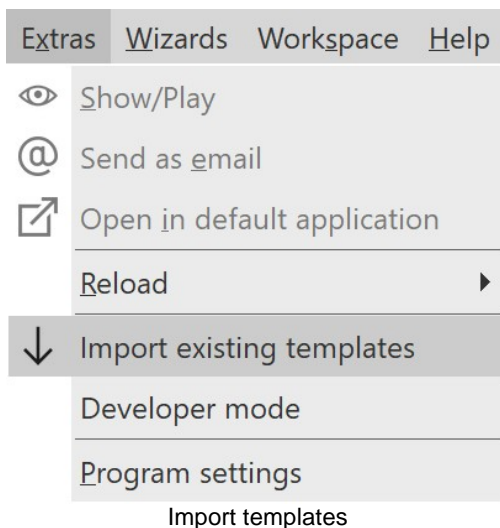 Extras Wizards Workspace Help
Show/Play
@ Send as email
Open in default application
Reload
Import existing templates
Developer mode
Program settings
Import templates